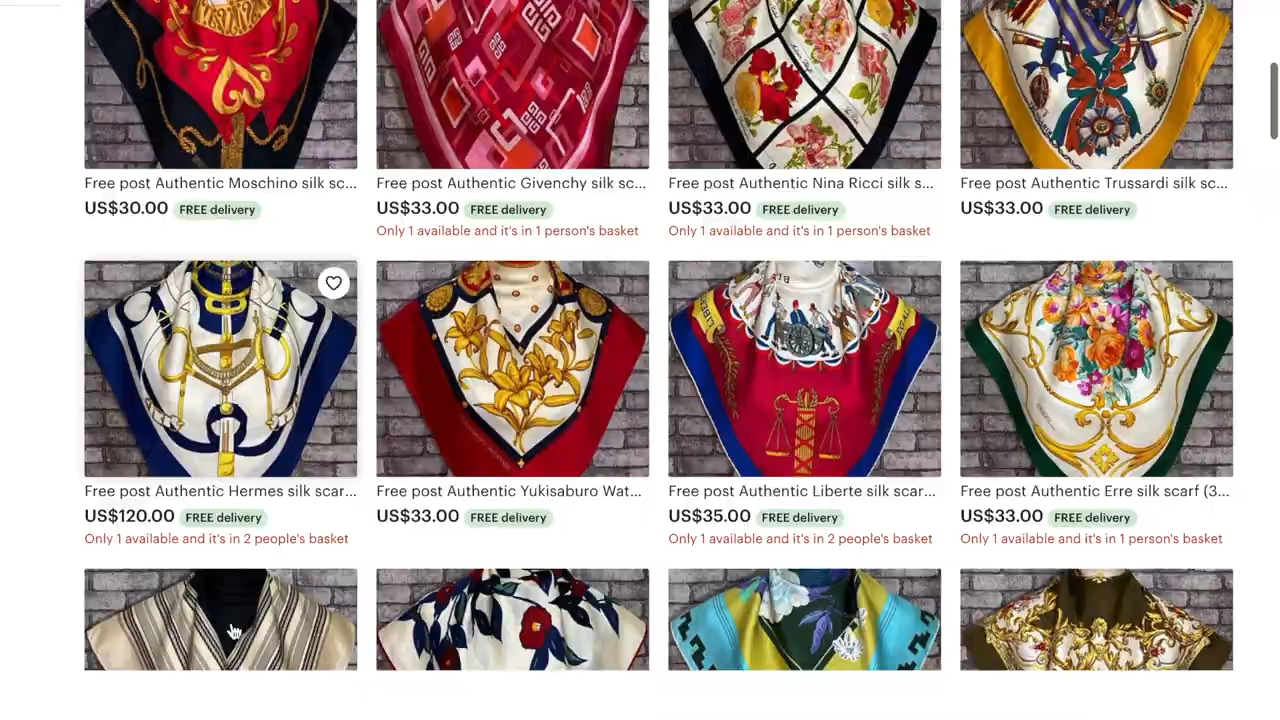 Free post Authentic Moschino silk sc...
US$30.00 FREE delivery
Free post Authentic Givenchy silk sc...
US$33.00 FREE delivery
Only 1 available and it's in 1 person's basket
Free post Authentic Nina Ricci silk s...
US$33.00 FREE delivery
Only 1 available and it's in 1 person's basket
Free post Authentic Trussardi silk sc...
US$33.00 FREE delivery
Free post Authentic Hermes silk scar...
US$120.00 FREE delivery
Only 1 available and it's in 2 people's basket
Free post Authentic Yukisaburo Wat...
US$33.00 FREE delivery
Free post Authentic Liberte silk scar...
US$35.00 FREE delivery
Only 1 available and it's in 2 people's basket
Free post Authentic Erre silk scarf (3...
US$33.00 FREE delivery
Only 1 available and it's in 1 person's basket